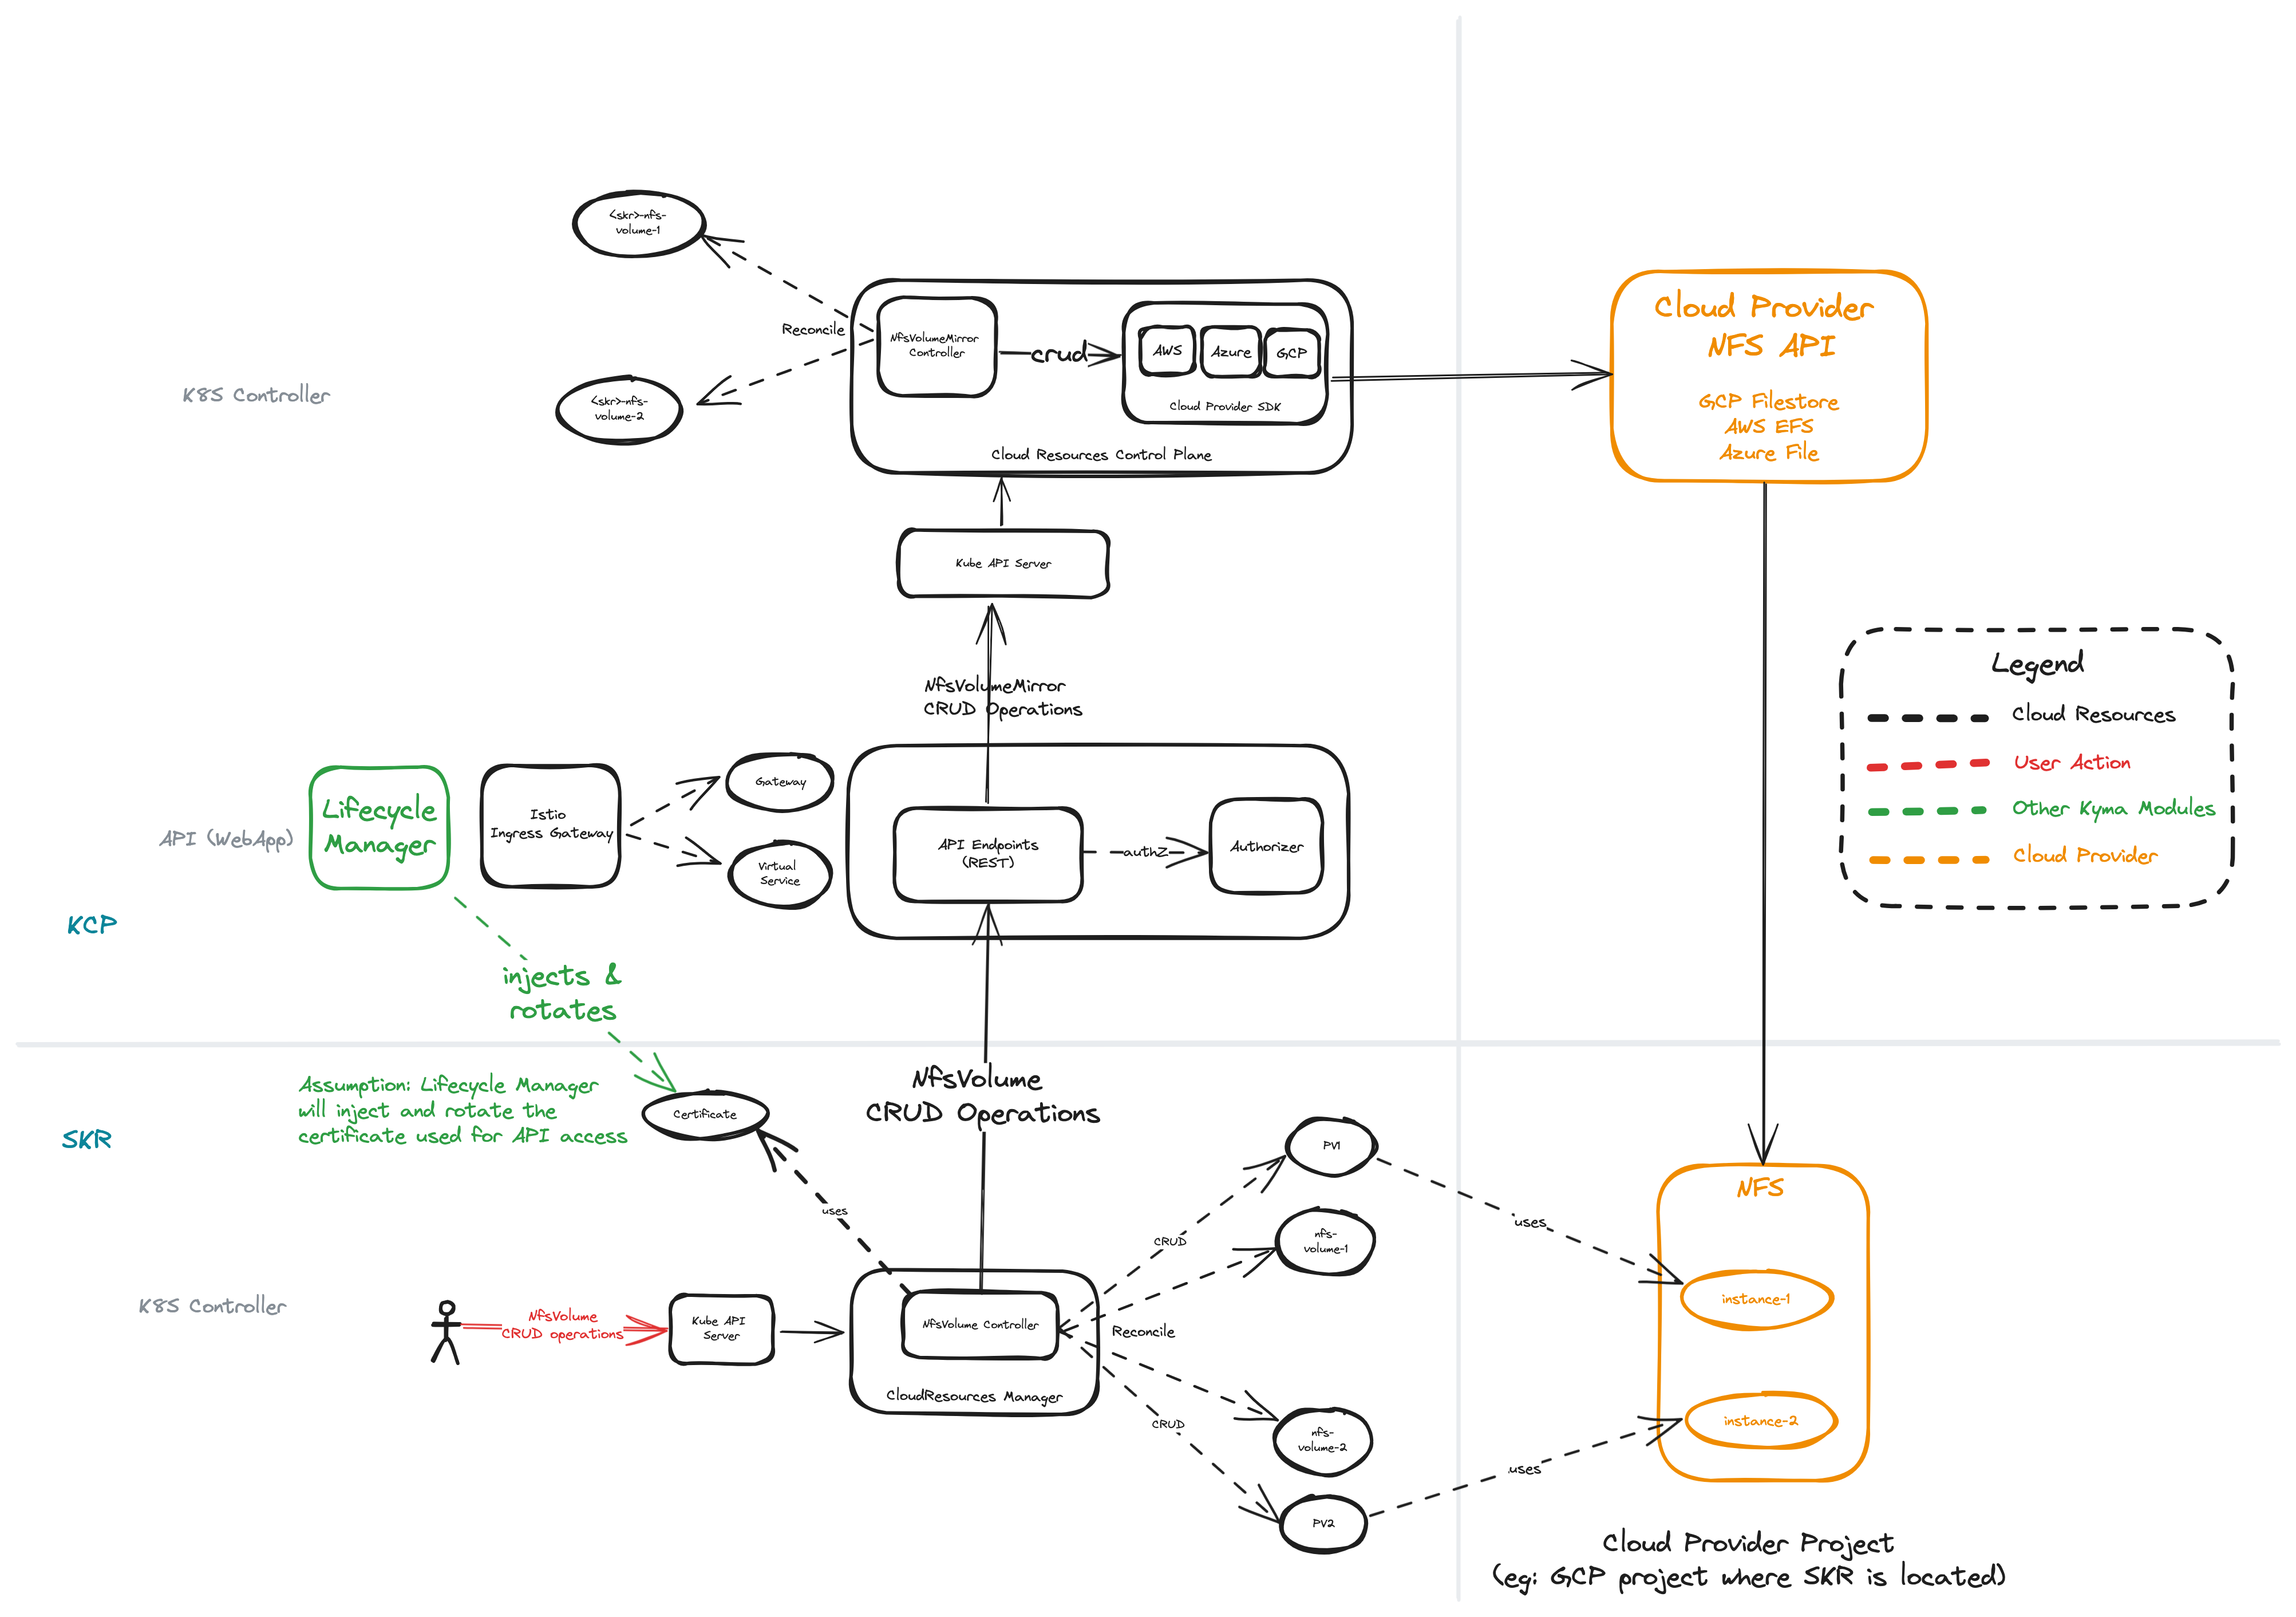 <skr>-nfs-
volume-1
Reconcile
<skr>-nfs-
volume-2
K8S Controller
NfsVolumeMirror
Controller
crud
AWS
Azure
GCP
Cloud Provider SDK
Cloud Resources Control Plane
Cloud Provider
NFS API
GCP Filestore
AWS EFS
Azure File
Kube API Server
NfsVolumeMirror
CRUD Operations
Legend
Cloud Resources
User Action
Other Kyma Modules
Cloud Provider
API (WebApp)
Lifecycle
Manager
Istio
Ingress Gateway
Gateway
Virtual
Service
API Endpoints
(REST)
authZ
Authorizer
KCP
injects &
rotates
Assumption: Lifecycle Manager
will inject and rotate the
certificate used for API access
Certificate
NfsVolume
CRUD Operations
SKR
uses
K8S Controller
NfsVolume
CRUD operations
Kube API
Server
NfsVolume Controller
CloudResources Manager
CRUD
Reconcile
CRUD
PV1
nfs-
volume-1
nfs-
volume-2
PV2
uses
uses
NFS
instance-1
instance-2
Cloud Provider Project
(eg: GCP project where SKR is located)